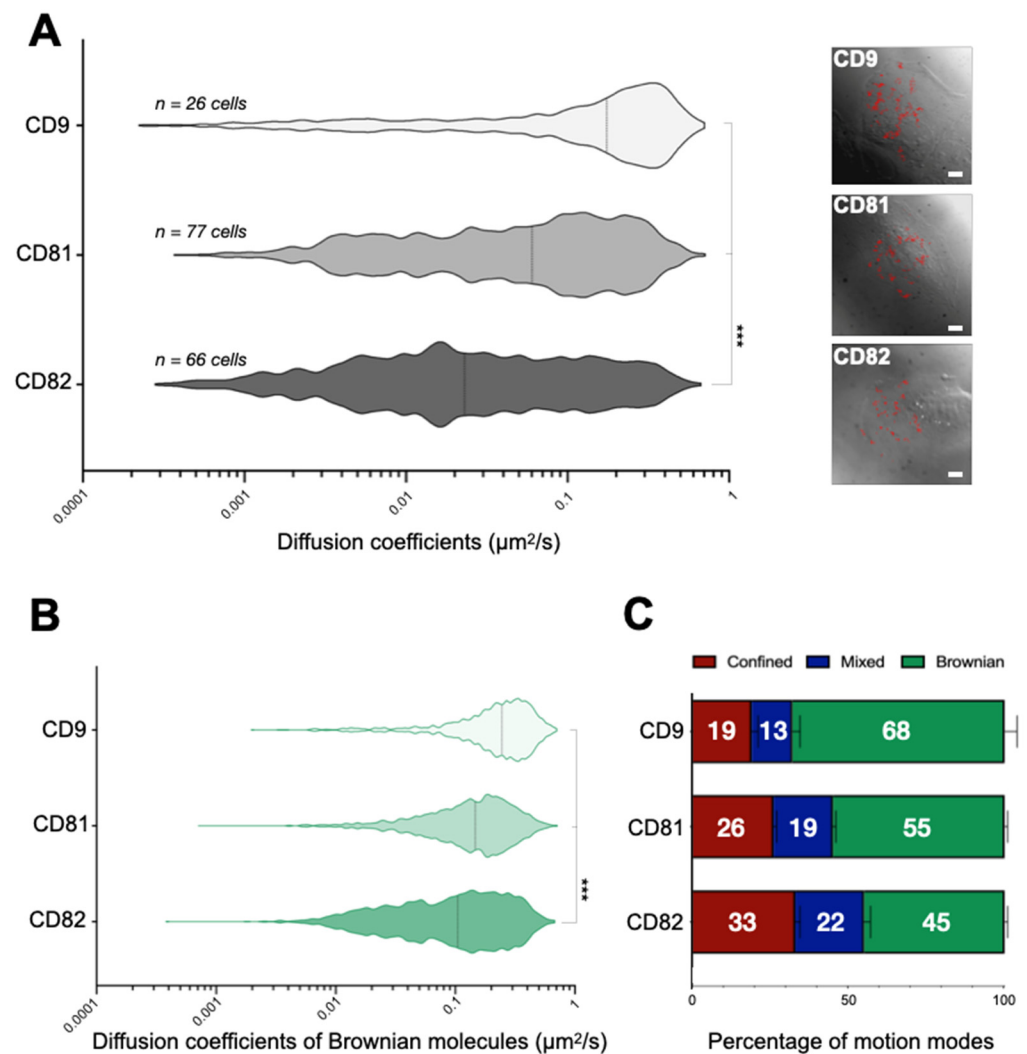 A
n = 26 cells
CD9
n = 77 cells
CD81
***
n = 66 cells
CD82
0.0001
0.001
0.01
0.1
1
Diffusion coefficients (µm²/s)
CD9
CD81
CD82
B
CD9
CD81
***
CD82
0.0001
0.001
0.01
0.1
1
Diffusion coefficients of Brownian molecules (µm²/s)
C
Confined Mixed Brownian
CD9 19 13 68
CD81 26 19 55
CD82 33 22 45
0 50 100
Percentage of motion modes